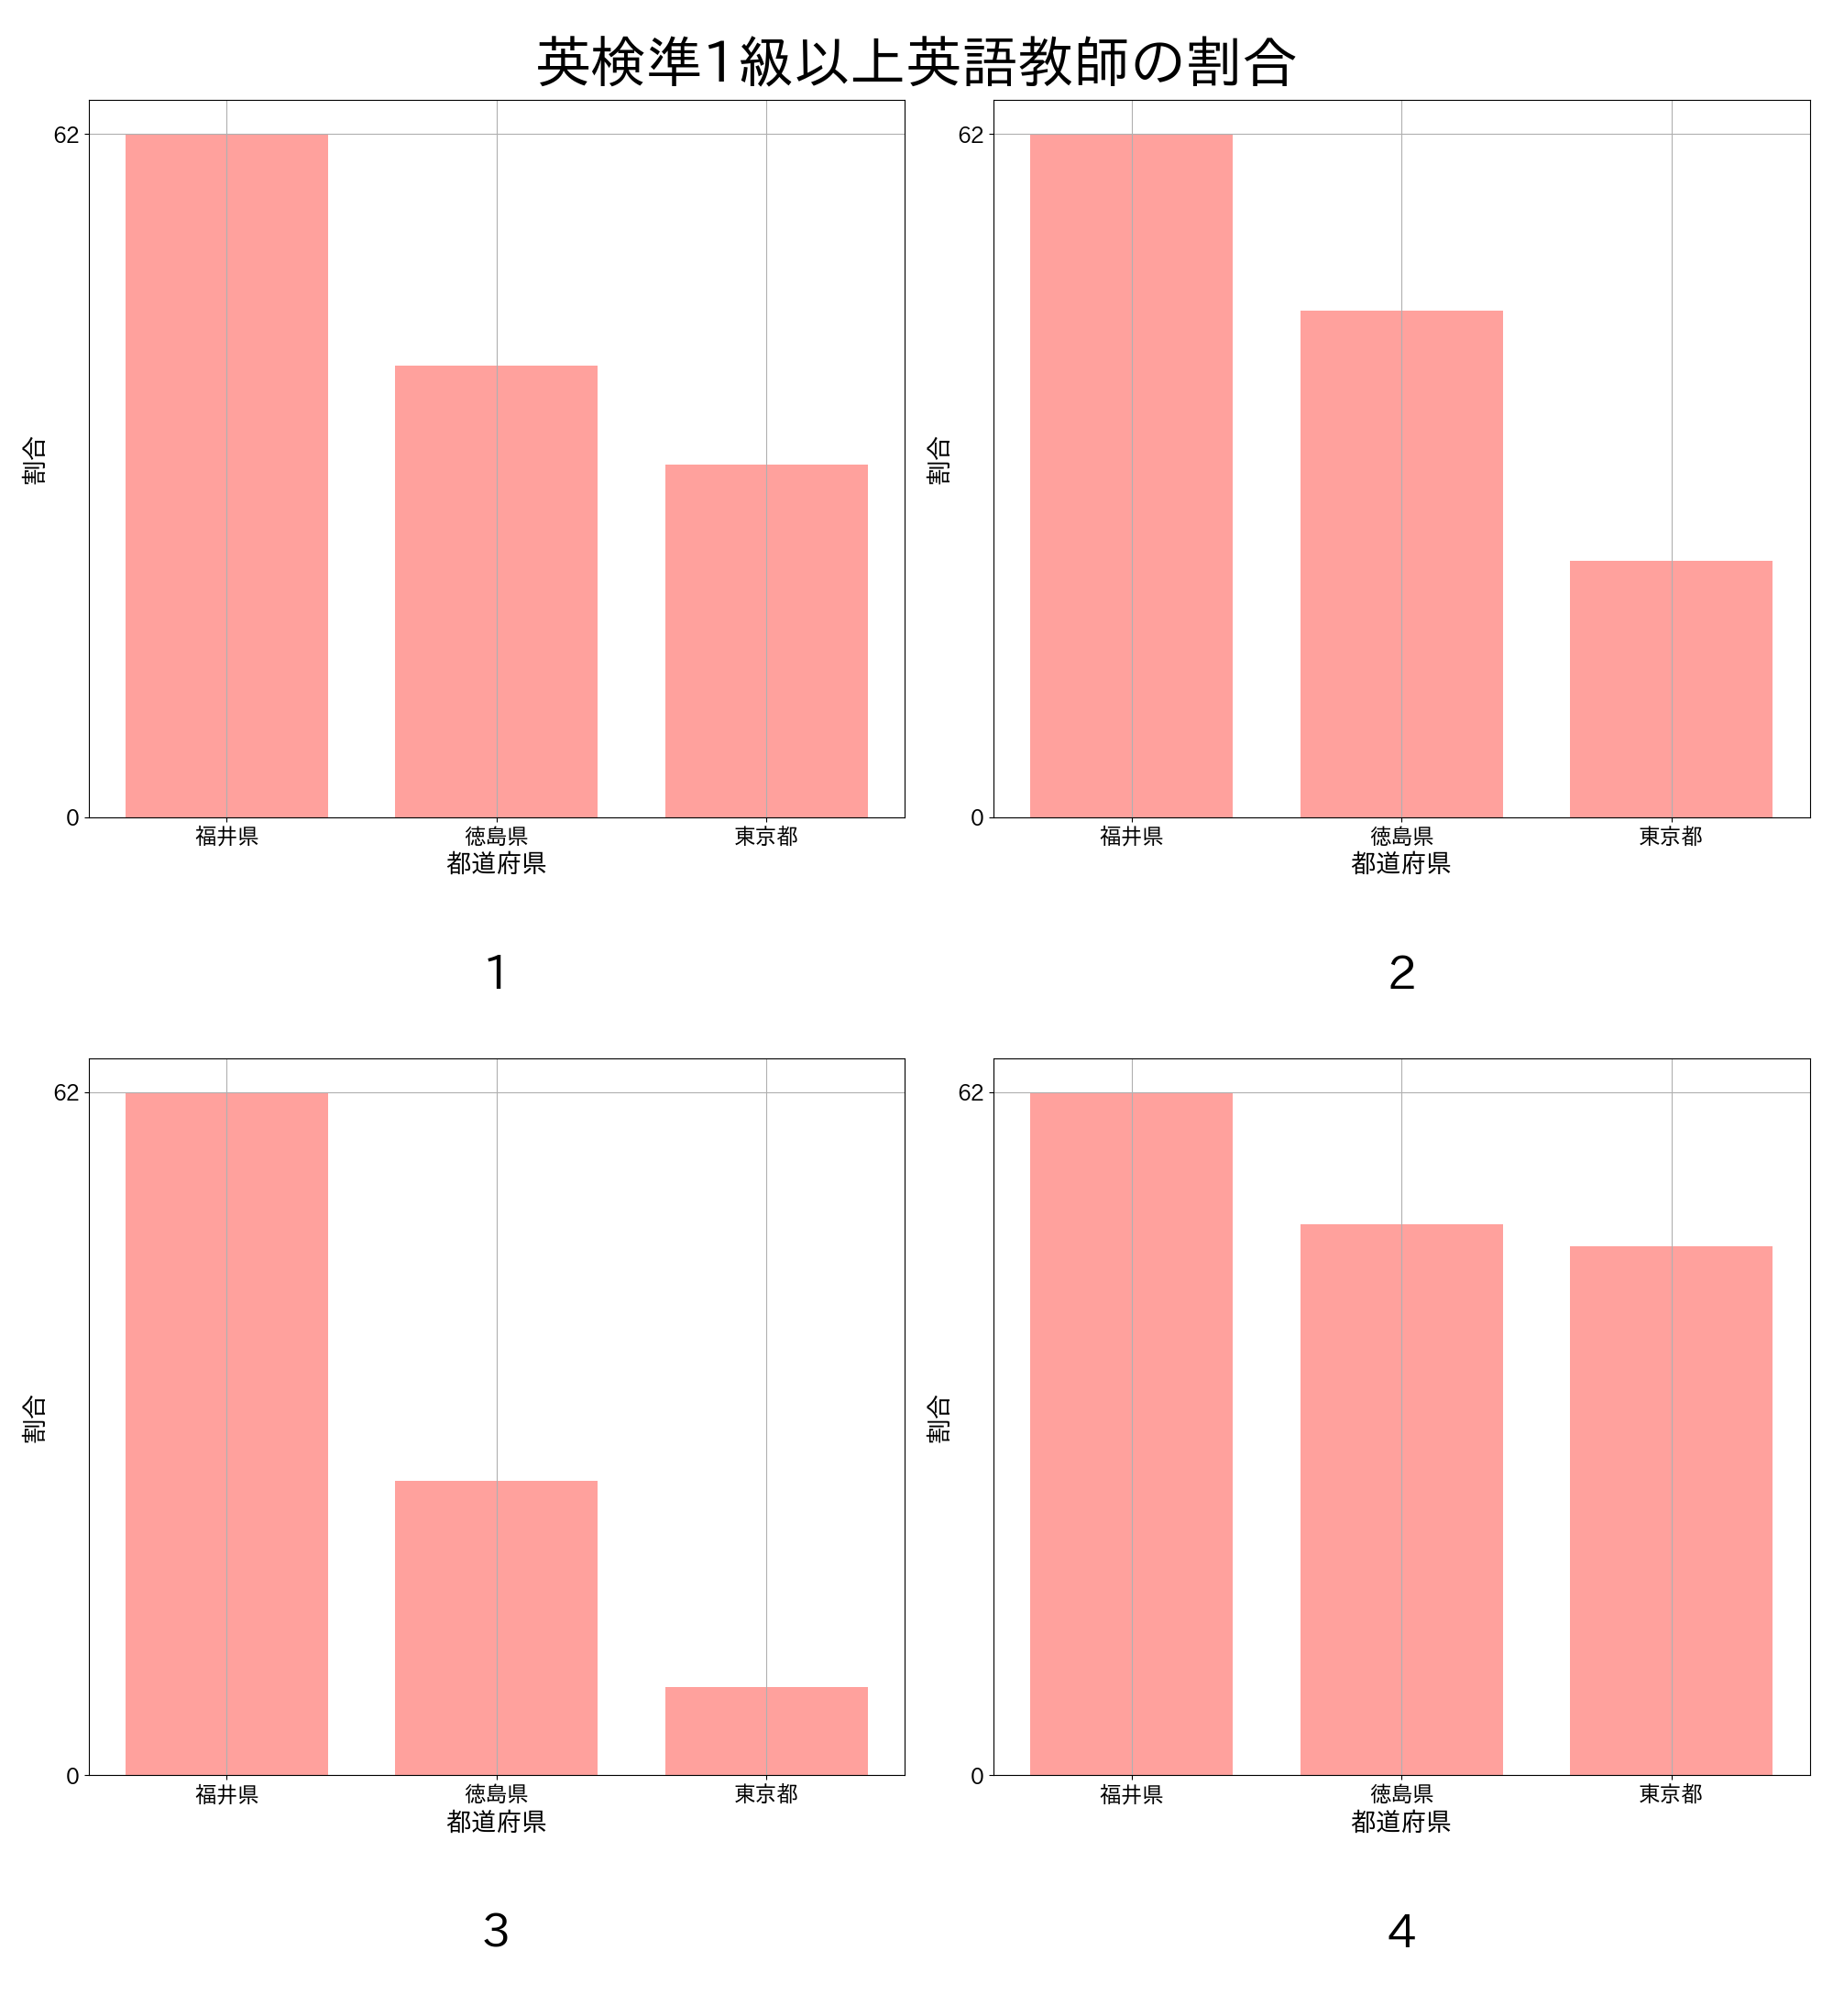 英検準1級以上英語教師の割合
62
割合
0
福井県 徳島県 東京都
都道府県
1
62
割合
0
福井県 徳島県 東京都
都道府県
2
62
割合
0
福井県 徳島県 東京都
都道府県
3
62
割合
0
福井県 徳島県 東京都
都道府県
4